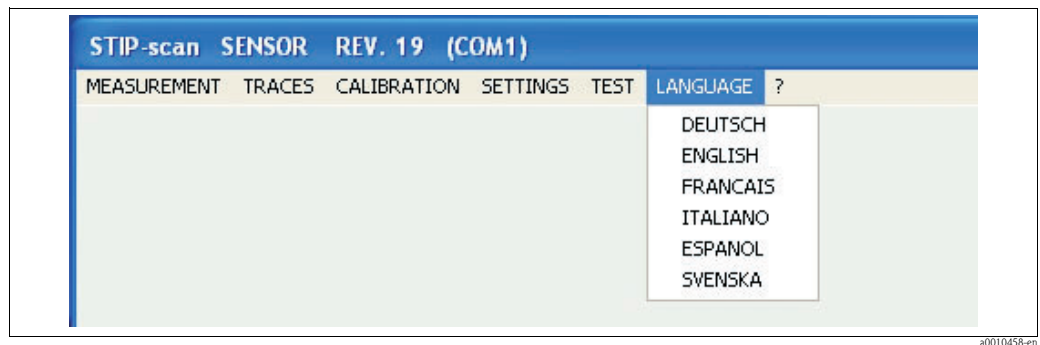 STIP-scan SENSOR REV. 19 (COM1)
MEASUREMENT TRACES CALIBRATION SETTINGS TEST LANGUAGE ?
DEUTSCH
ENGLISH
FRANCAIS
ITALIANO
ESPANOL
SVENSKA
a0010458-en